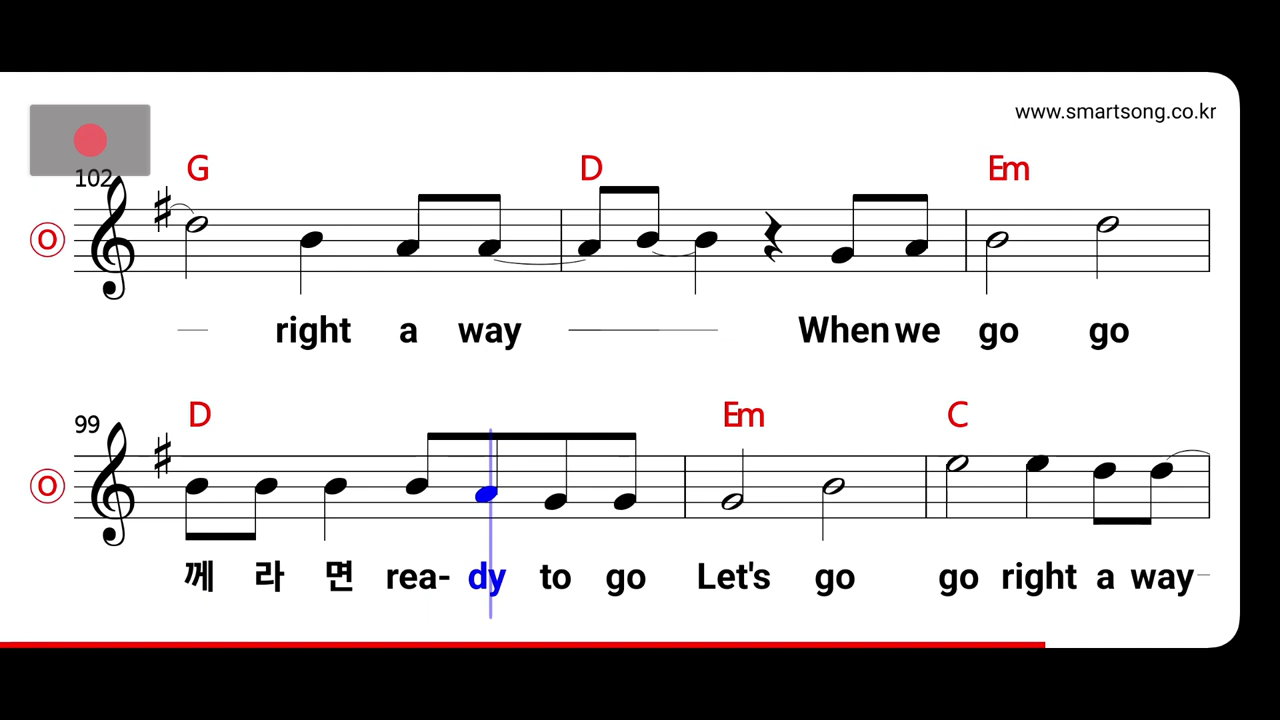 www.smartsong.co.kr
102
G D Em
O
right a way When we go go
99
D Em C
O
께 라 면 rea- dy to go Let's go go right a way